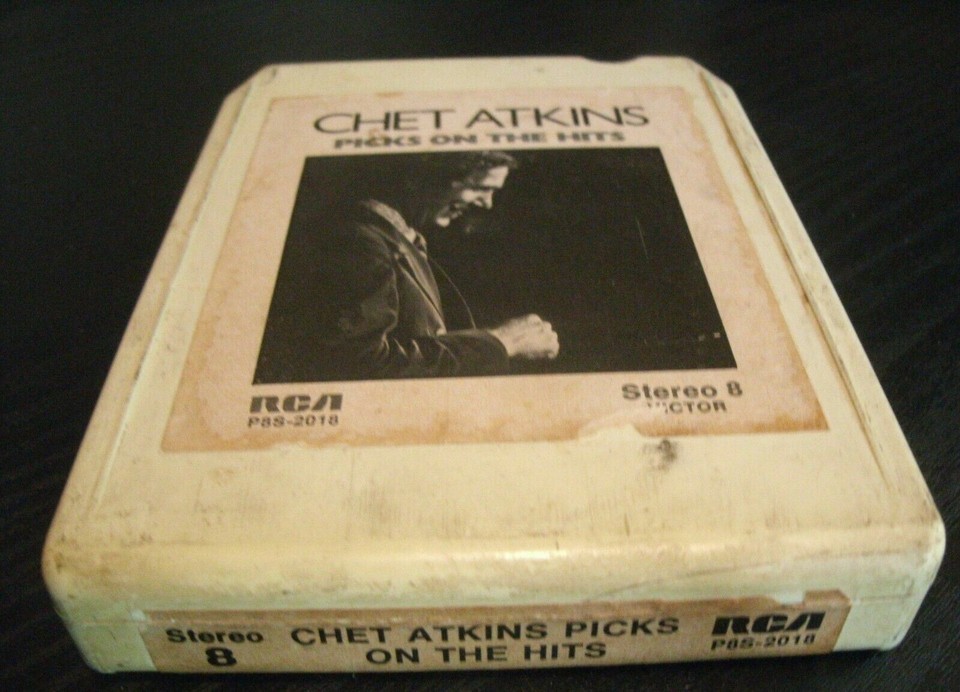 CHET ATKINS
PICKS ON THE HITS
RCA
P8S-2018
Stereo 8
Stereo
8
CHET ATKINS PICKS
ON THE HITS
RCA
P8S-2018